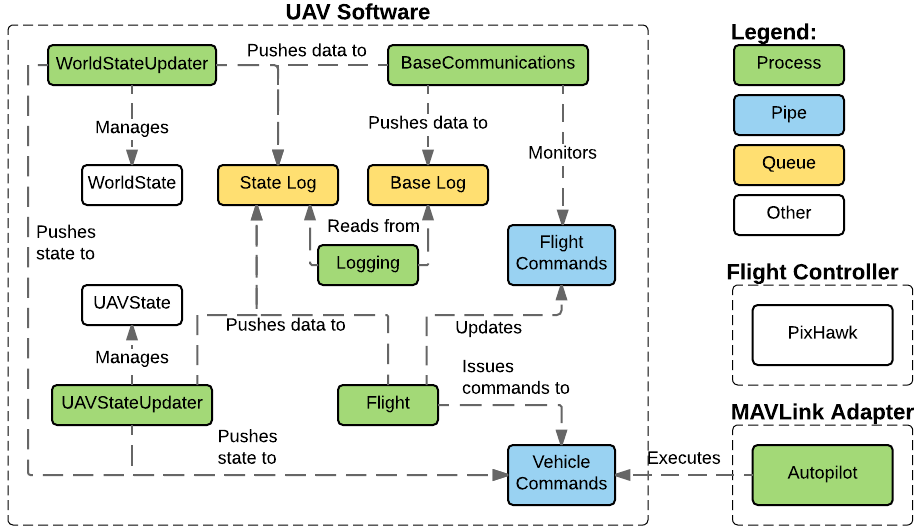 UAV Software
Legend:
WorldStateUpdater
Pushes data to
BaseCommunications
Process
Manages
Pushes data to
Pipe
Monitors
WorldState
State Log
Base Log
Queue
Reads from
Other
Pushes
state to
Logging
Flight
Commands
Flight Controller
UAVState
Pushes data to
Updates
PixHawk
Manages
Issues
commands to
UAVStateUpdater
Flight
MAVLink Adapter
Pushes
state to
Vehicle
Commands
Executes
Autopilot